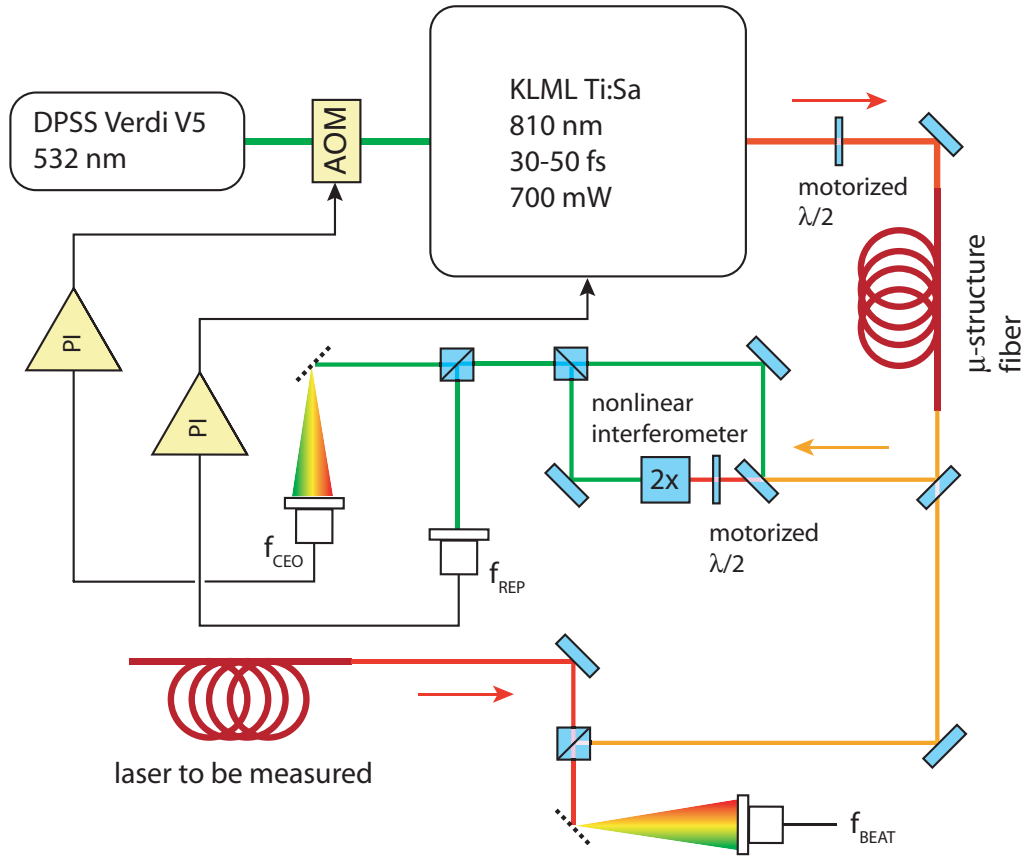 DPSS Verdi V5
532 nm
AOM
KLML Ti:Sa
810 nm
30-50 fs
700 mW
motorized
λ/2
μ-structure
fiber
PI
PI
nonlinear
interferometer
2x
motorized
λ/2
fCEO
fREP
laser to be measured
fBEAT